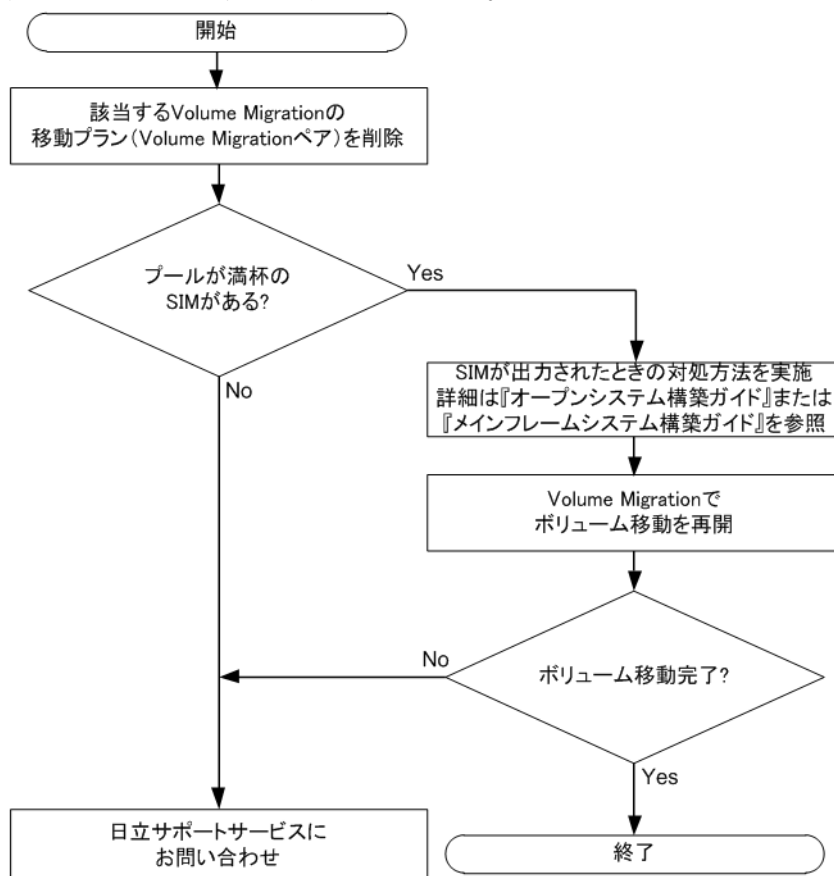 開始
該当するVolume Migrationの
移動プラン(Volume Migrationペア)を削除
プールが満杯の
SIMがある?
Yes
No
SIMが出力されたときの対処方法を実施
詳細は『オープンシステム構築ガイド』または
『メインフレームシステム構築ガイド』を参照
Volume Migrationで
ボリューム移動を再開
No
ボリューム移動完了?
Yes
日立サポートサービスに
お問い合わせ
終了